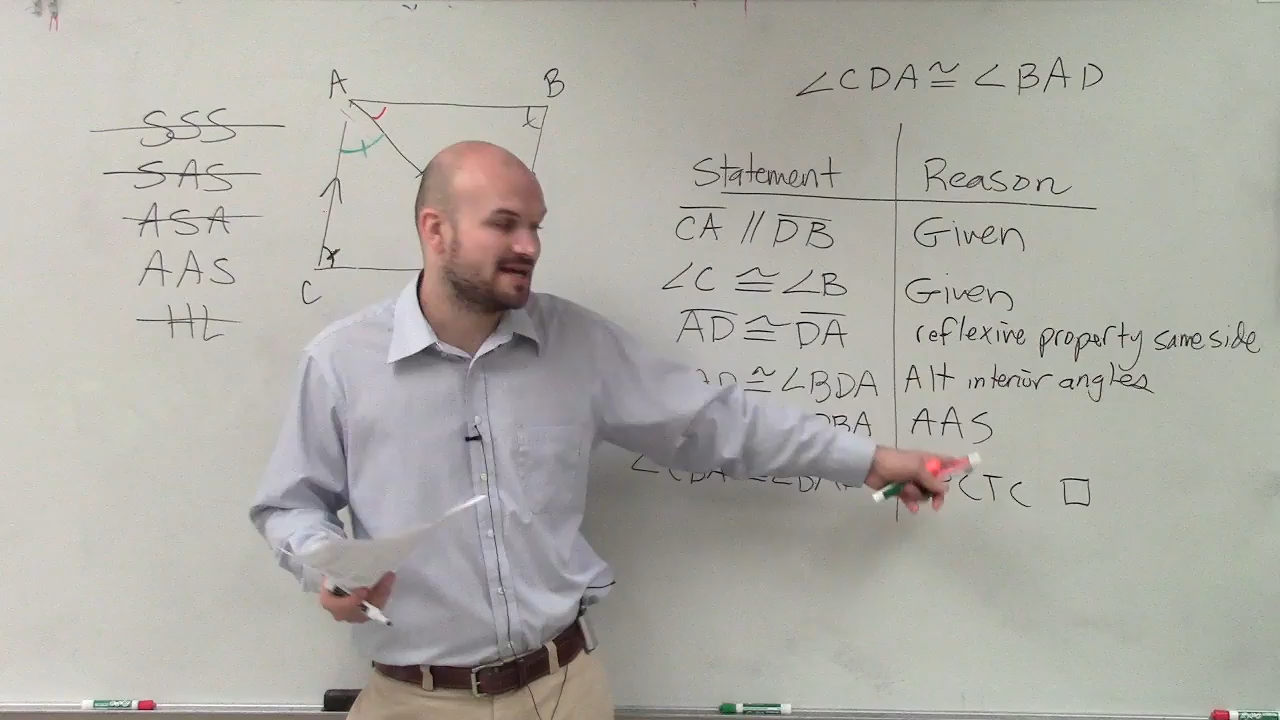 ∠CDA ≅ ∠BAD
A B
C
SSS
SAS
ASA
AAS
HL
Statement Reason
CA // DB Given
∠C ≅ ∠B Given
AD ≅ DA reflexive property same side
≅ ∠BDA Alt interior angles
DBA AAS
CTC □